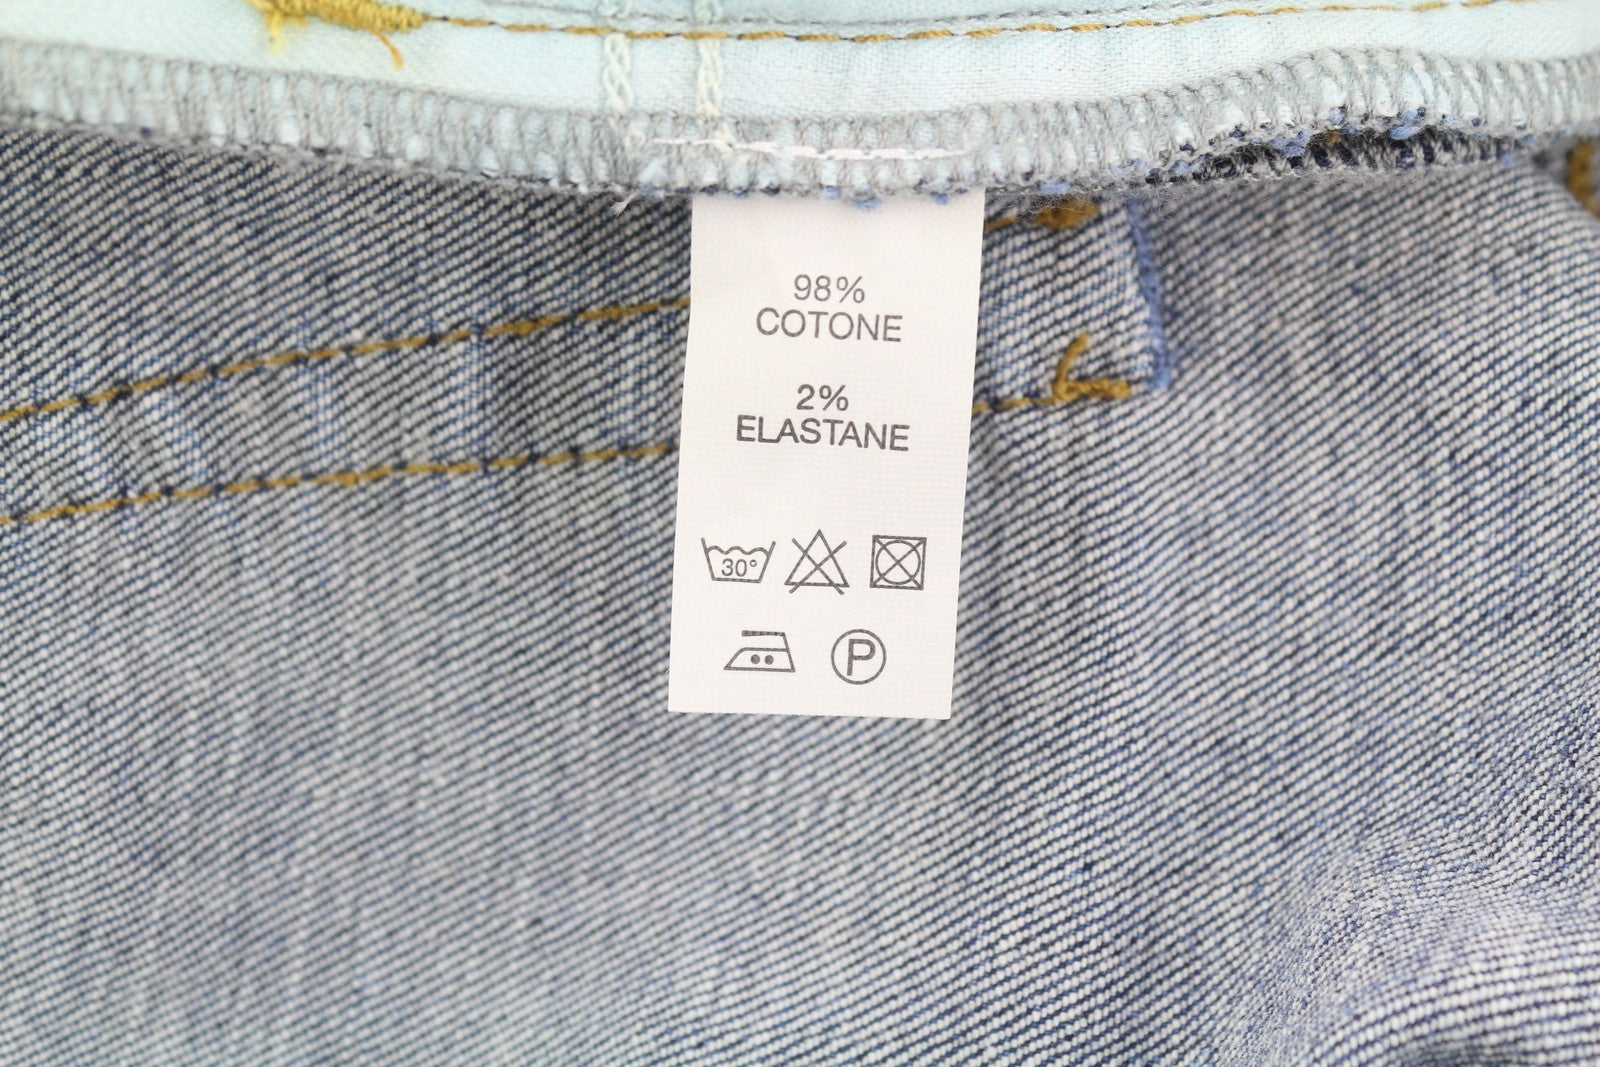 98%
COTONE
2%
ELASTANE
30°
P